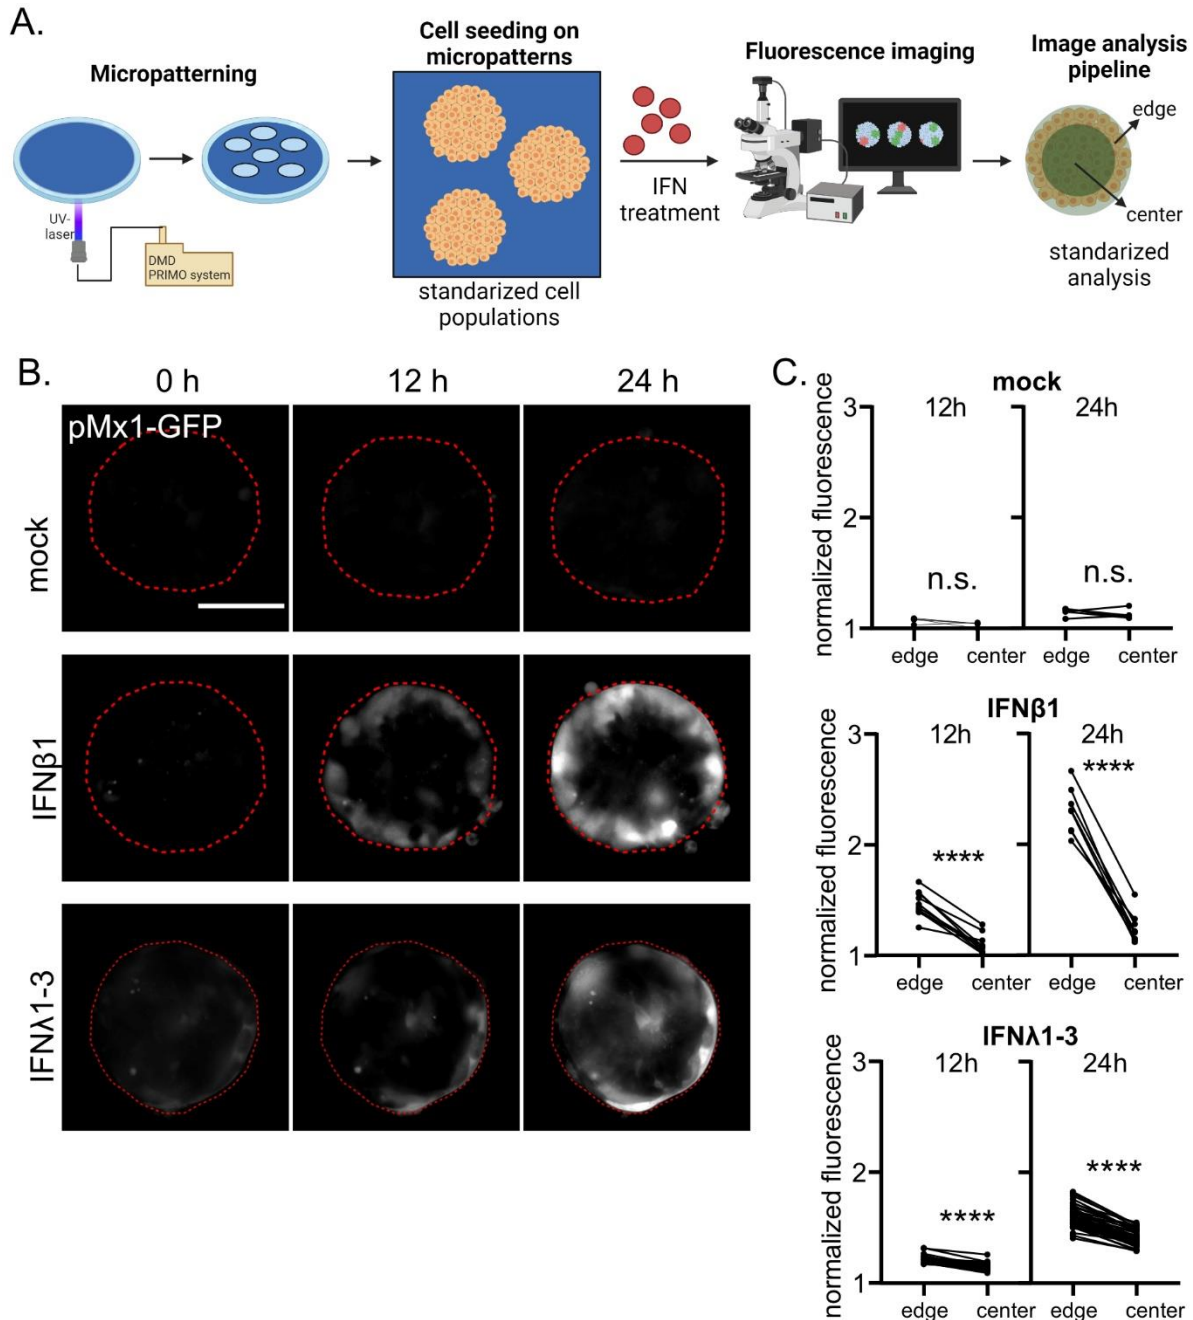 A.
Micropatterning
UV-
laser
DMD
PRIMO system
Cell seeding on
micropatterns
standarized cell
populations
IFN
treatment
Fluorescence imaging
Image analysis
pipeline
edge
center
standarized
analysis
B.
0 h
12 h
24 h
pMx1-GFP
mock
IFNβ1
IFNλ1-3
C.
mock
12h
24h
normalized fluorescence
3
2
1
n.s.
n.s.
edge
center
edge
center
IFNβ1
12h
24h
normalized fluorescence
3
2
1
****
****
edge
center
edge
center
IFNλ1-3
12h
24h
normalized fluorescence
3
2
1
****
****
edge
center
edge
center